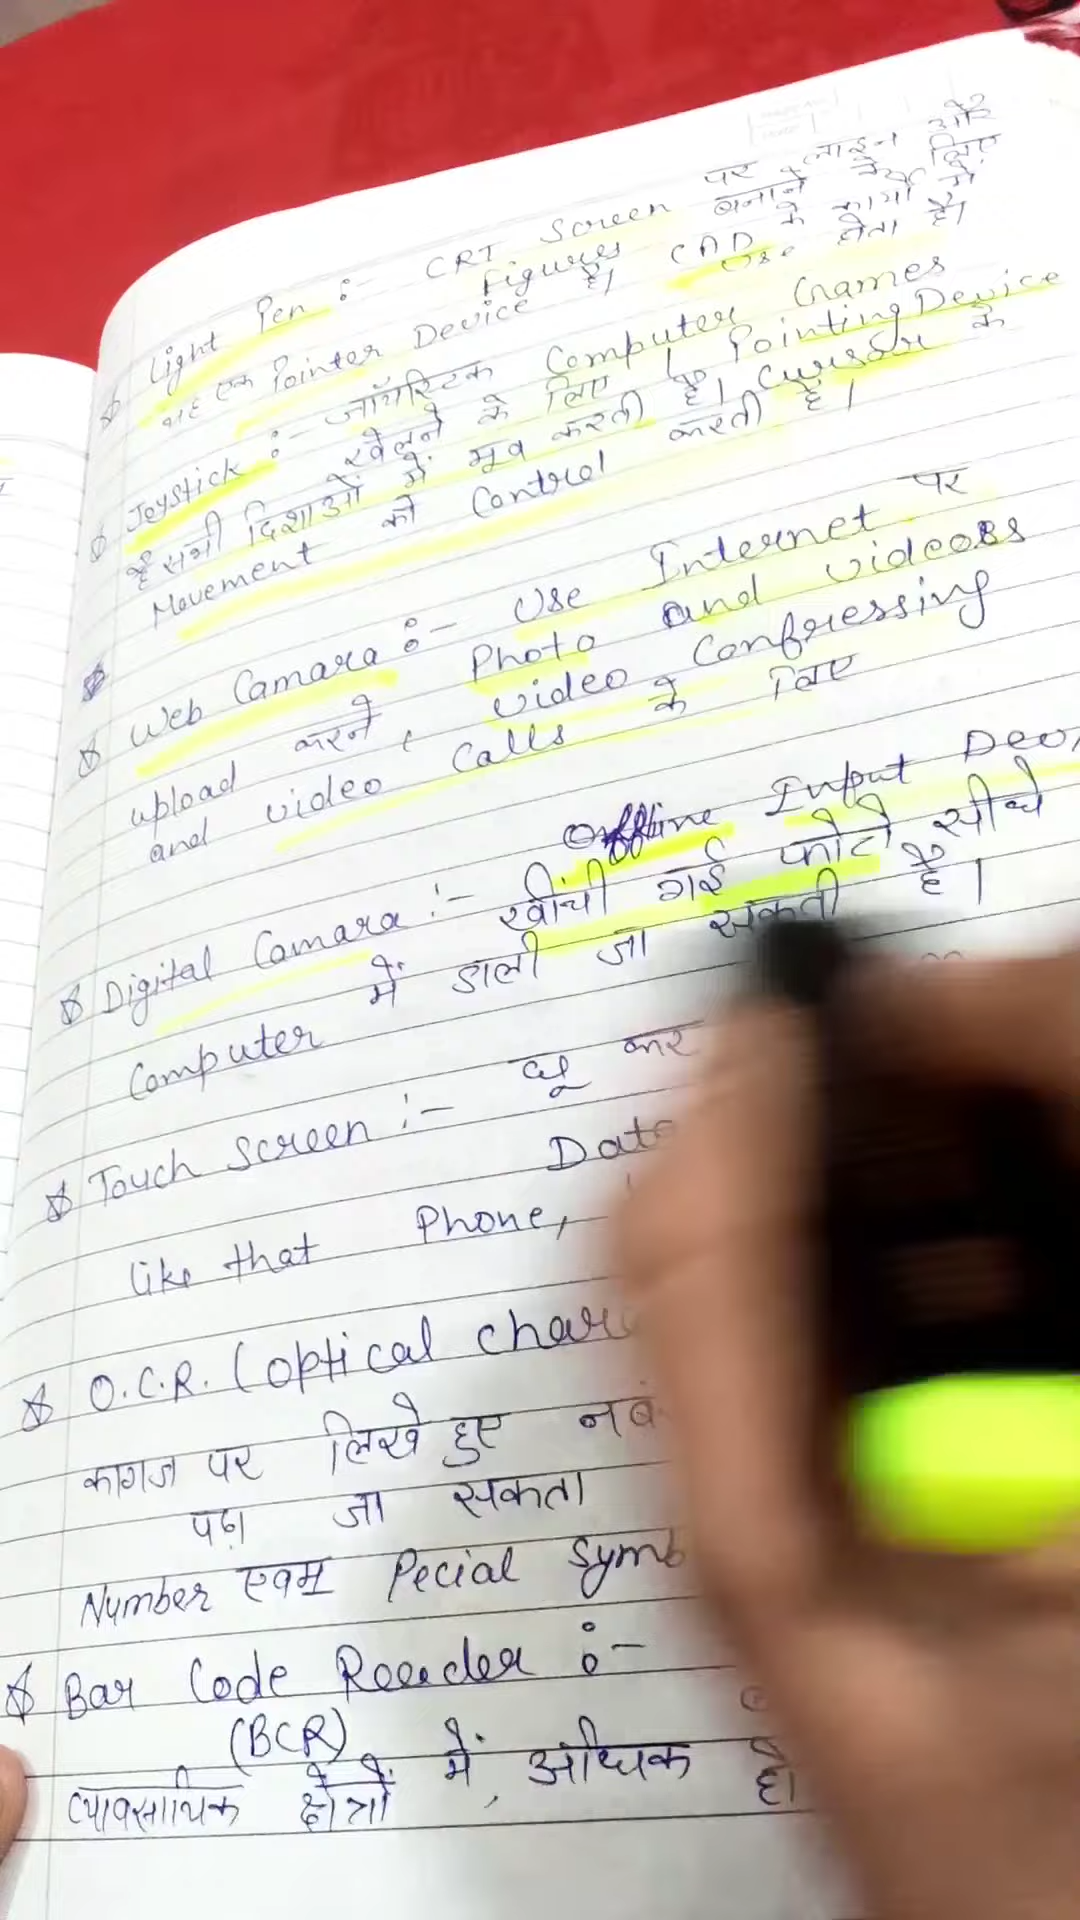 Light Pen :- CRT Screen पर लाइन और
Figures बनाने के लिए
यह एक Pointer Device है। CAD के कार्यो में
Use होता है।
Joystick :- जॉयस्टिक Computer Games
खेलने के लिए। Pointing Device
है सभी दिशाओं में मूव करती है। Cursor के
Movement को Control करती है।
Web Camara :- Use Internet पर
Photo and videos
upload करने, video Confressing
and video Calls के लिए
Digital Camara :- Offline Input Dev
खींची गई फोटो सीधे
Computer में डाली जा सकती है।
Touch Screen :- छू कर
Data
like that Phone,
O.C.R. (Optical Char
कागज पर लिखे हुए
पढ़ा जा सकता
Number एवम Pecial Symb
Bar Code Reeder :-
(BCR)
व्यावसायिक क्षेत्रों में, अधिक है।